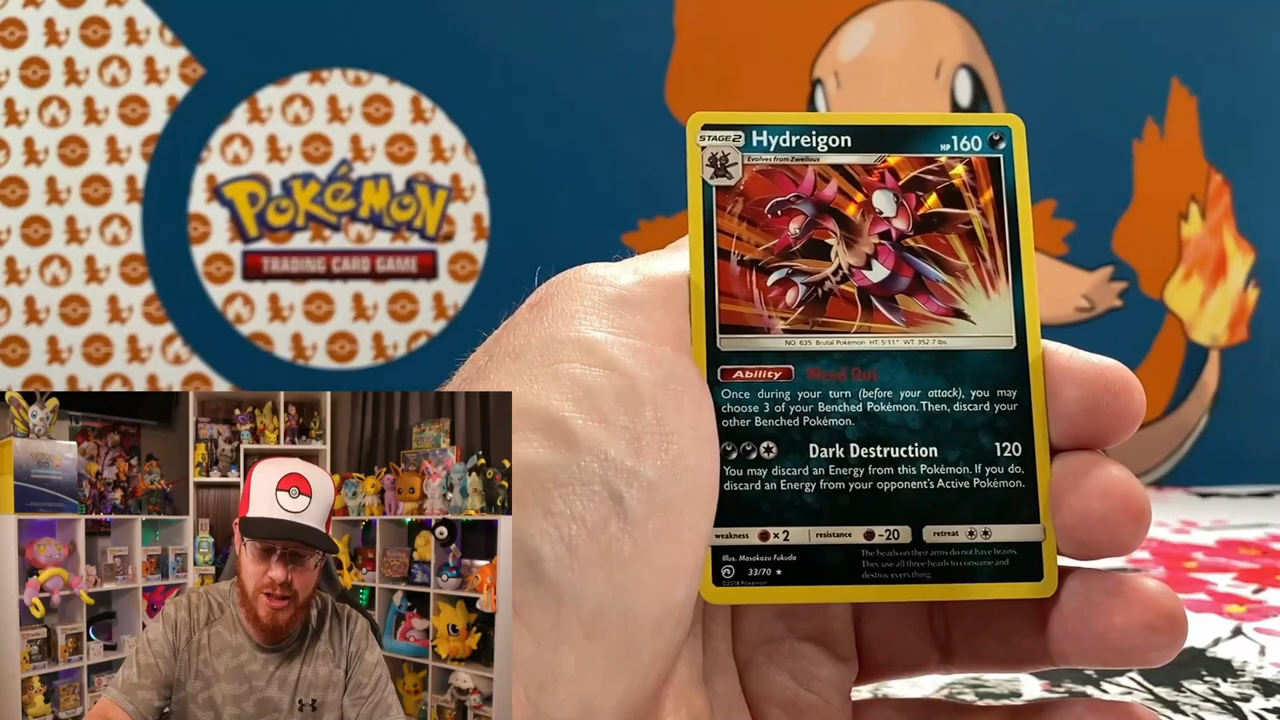 Pokémon
TRADING CARD GAME
STAGE 2
Hydreigon
HP 160
Evolves from Zweilous
NO. 635 Brutal Pokémon HT: 5'11" WT: 352.7 lbs.
Ability
Once during your turn (before your attack), you may
choose 3 of your Benched Pokémon. Then, discard your
other Benched Pokémon.
Dark Destruction 120
You may discard an Energy from this Pokémon. If you do,
discard an Energy from your opponent's Active Pokémon.
weakness × 2 resistance -20 retreat
Illus. Masakazu Fukuda
33/70 ★
©2018 Pokémon
The heads on their arms do not have brains.
They use all three heads to consume and
destroy everything.